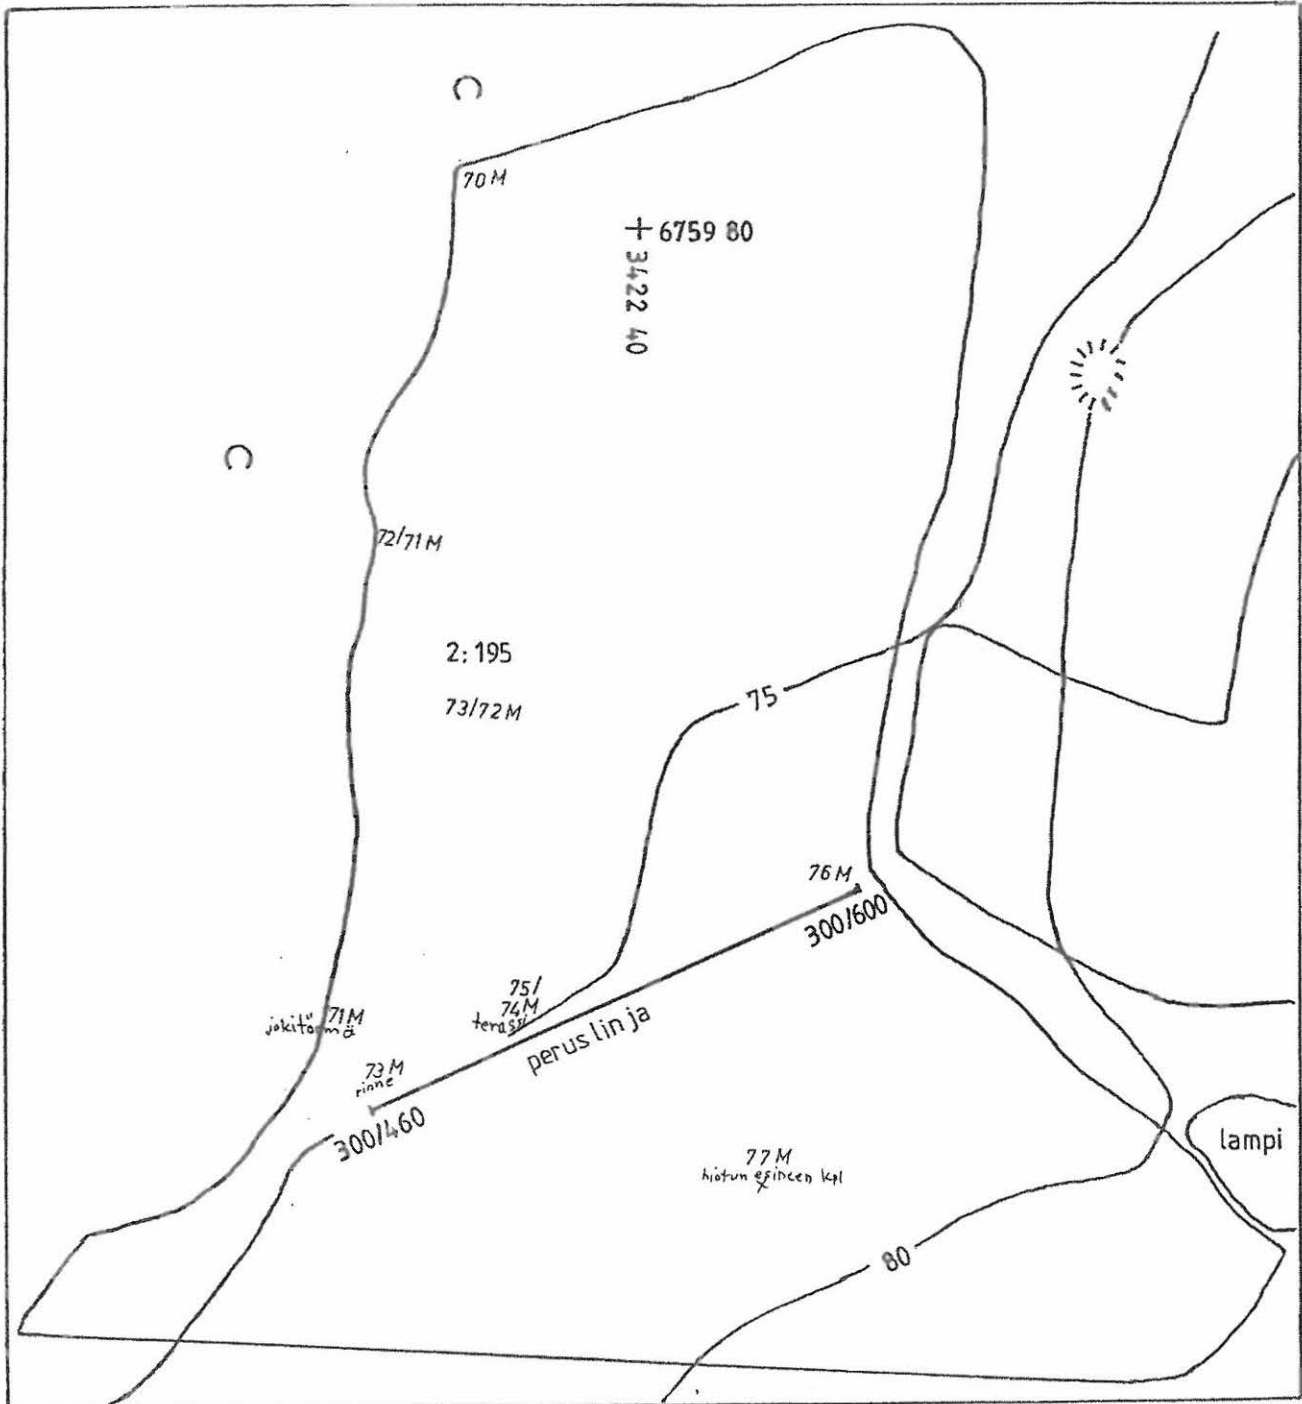 C
70 M
6759 80
3422 40
C
72/71 M
2:195
73/72 M
75
76 M
300/600
75/
74 M
terassi
perus linja
71 M
jokitörmä
73 M
rinne
300/460
77 M
hiotun esineen kpl
x
lampi
80